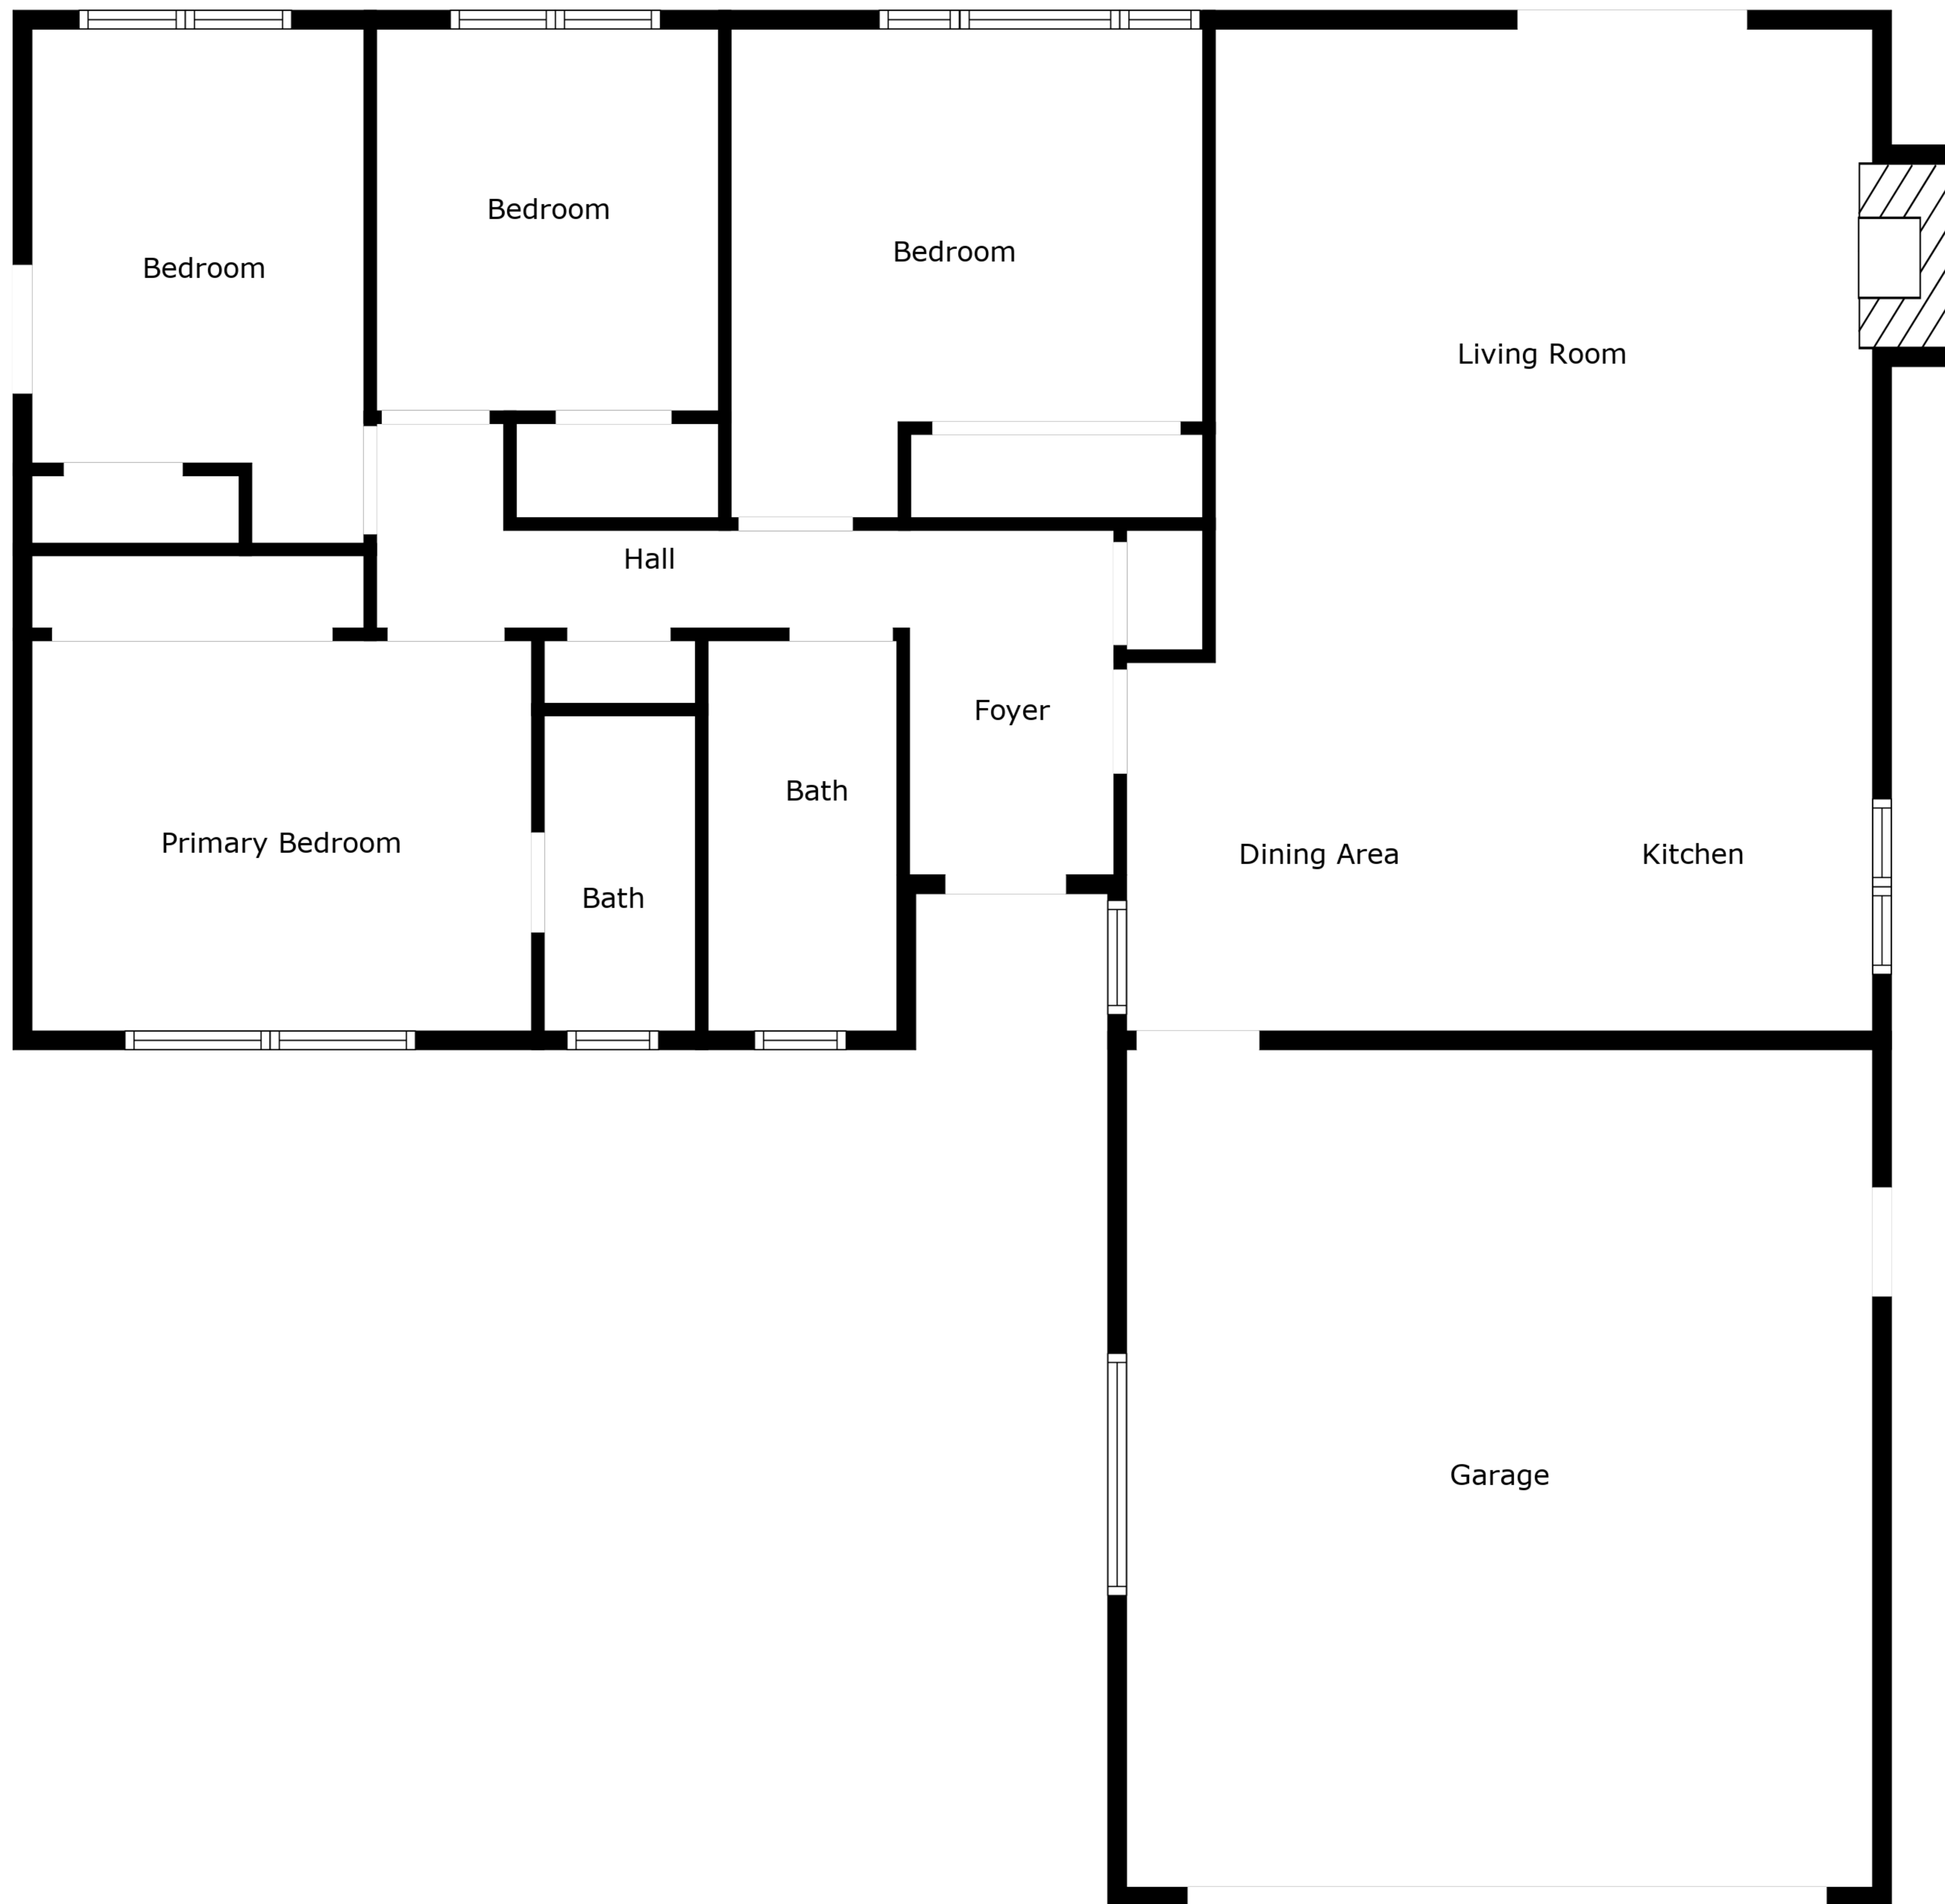 Bedroom
Bedroom
Bedroom
Living Room
Hall
Foyer
Bath
Primary Bedroom
Dining Area
Kitchen
Bath
Garage